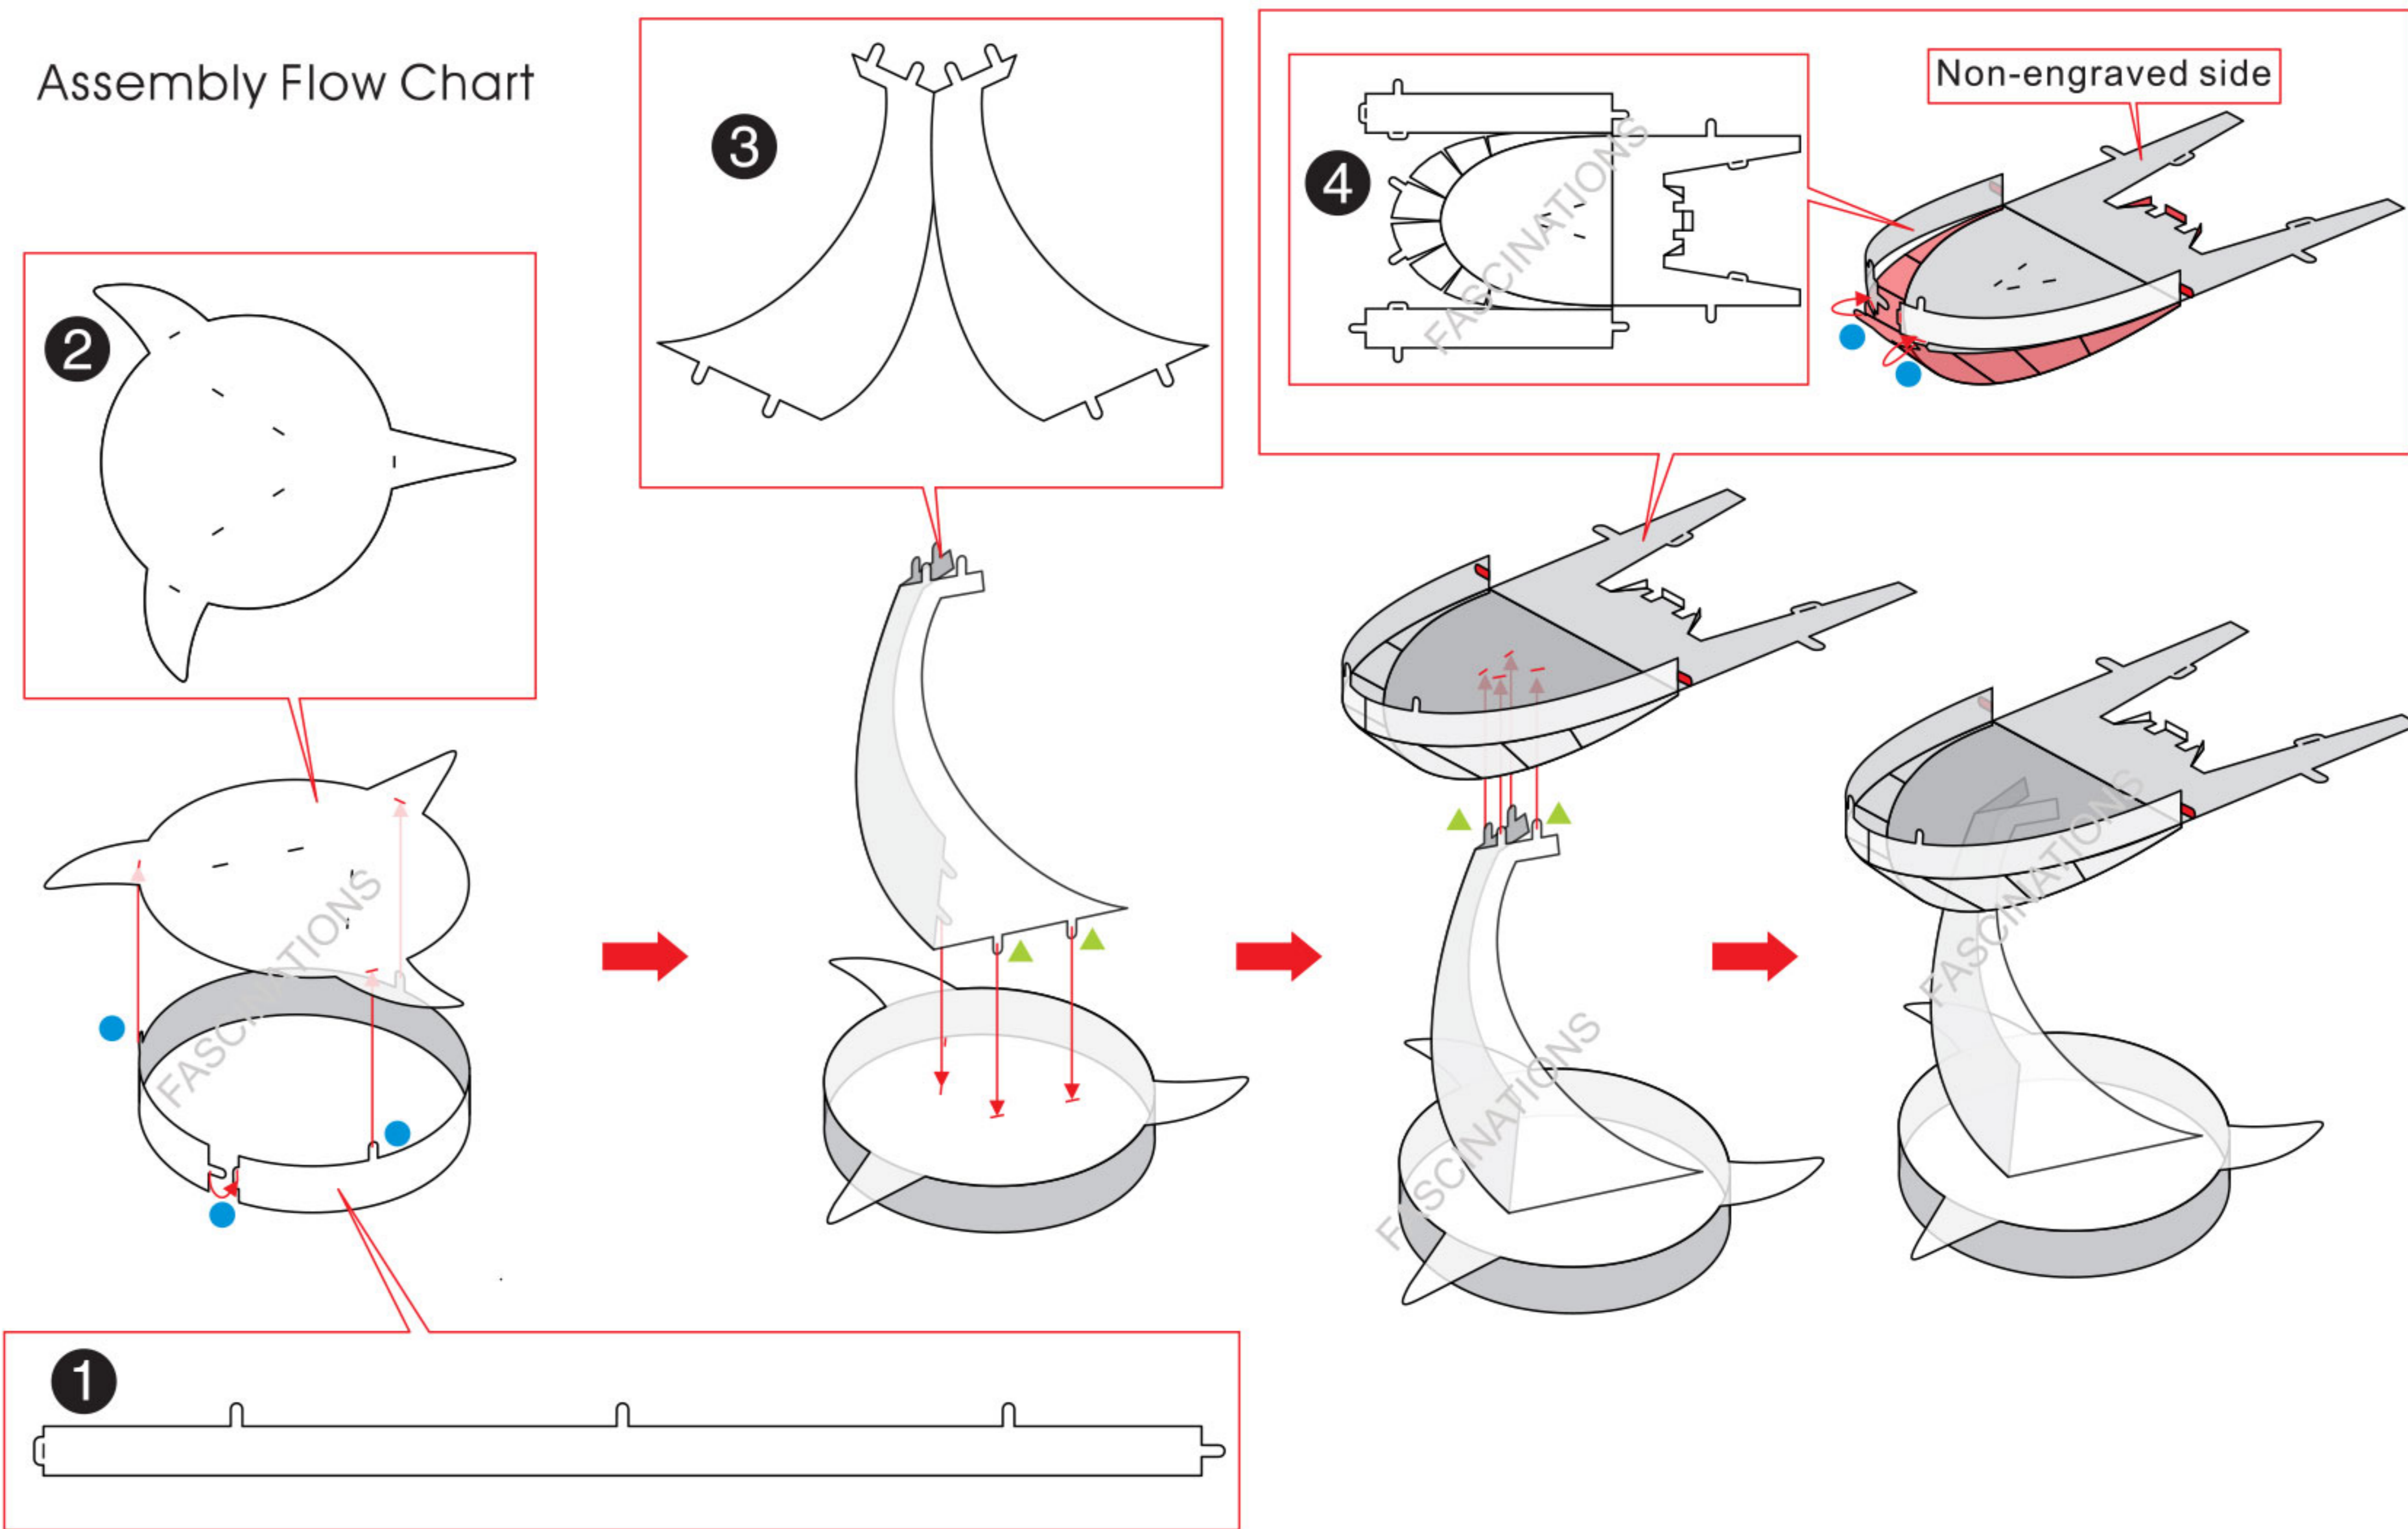 Assembly Flow Chart
3
4
FASCINATIONS
Non-engraved side
2
FASCINATIONS
FASCINATIONS
FASCINATIONS
1